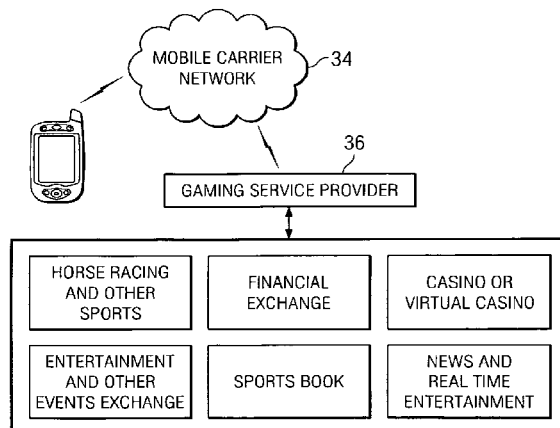 MOBILE CARRIER
NETWORK
34
36
GAMING SERVICE PROVIDER
HORSE RACING
AND OTHER
SPORTS
FINANCIAL
EXCHANGE
CASINO OR
VIRTUAL CASINO
ENTERTAINMENT
AND OTHER
EVENTS EXCHANGE
SPORTS BOOK
NEWS AND
REAL TIME
ENTERTAINMENT